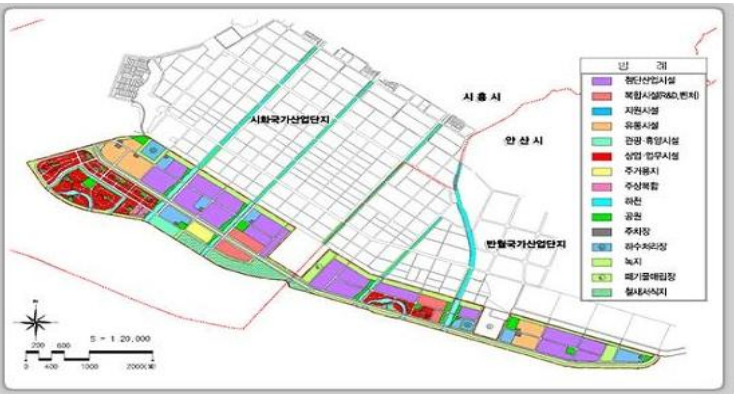 시흥시
안산시
시화국가산업단지
반월국가산업단지
범 례
첨단산업시설
복합시설(R&D,벤처)
지원시설
유통시설
관광·휴양시설
상업·업무시설
주거용지
주상복합
하천
공원
주차장
하수처리장
녹지
폐기물매립장
철새서식지
S = 1:20,000
200 600
0 400 1000 2000(M)